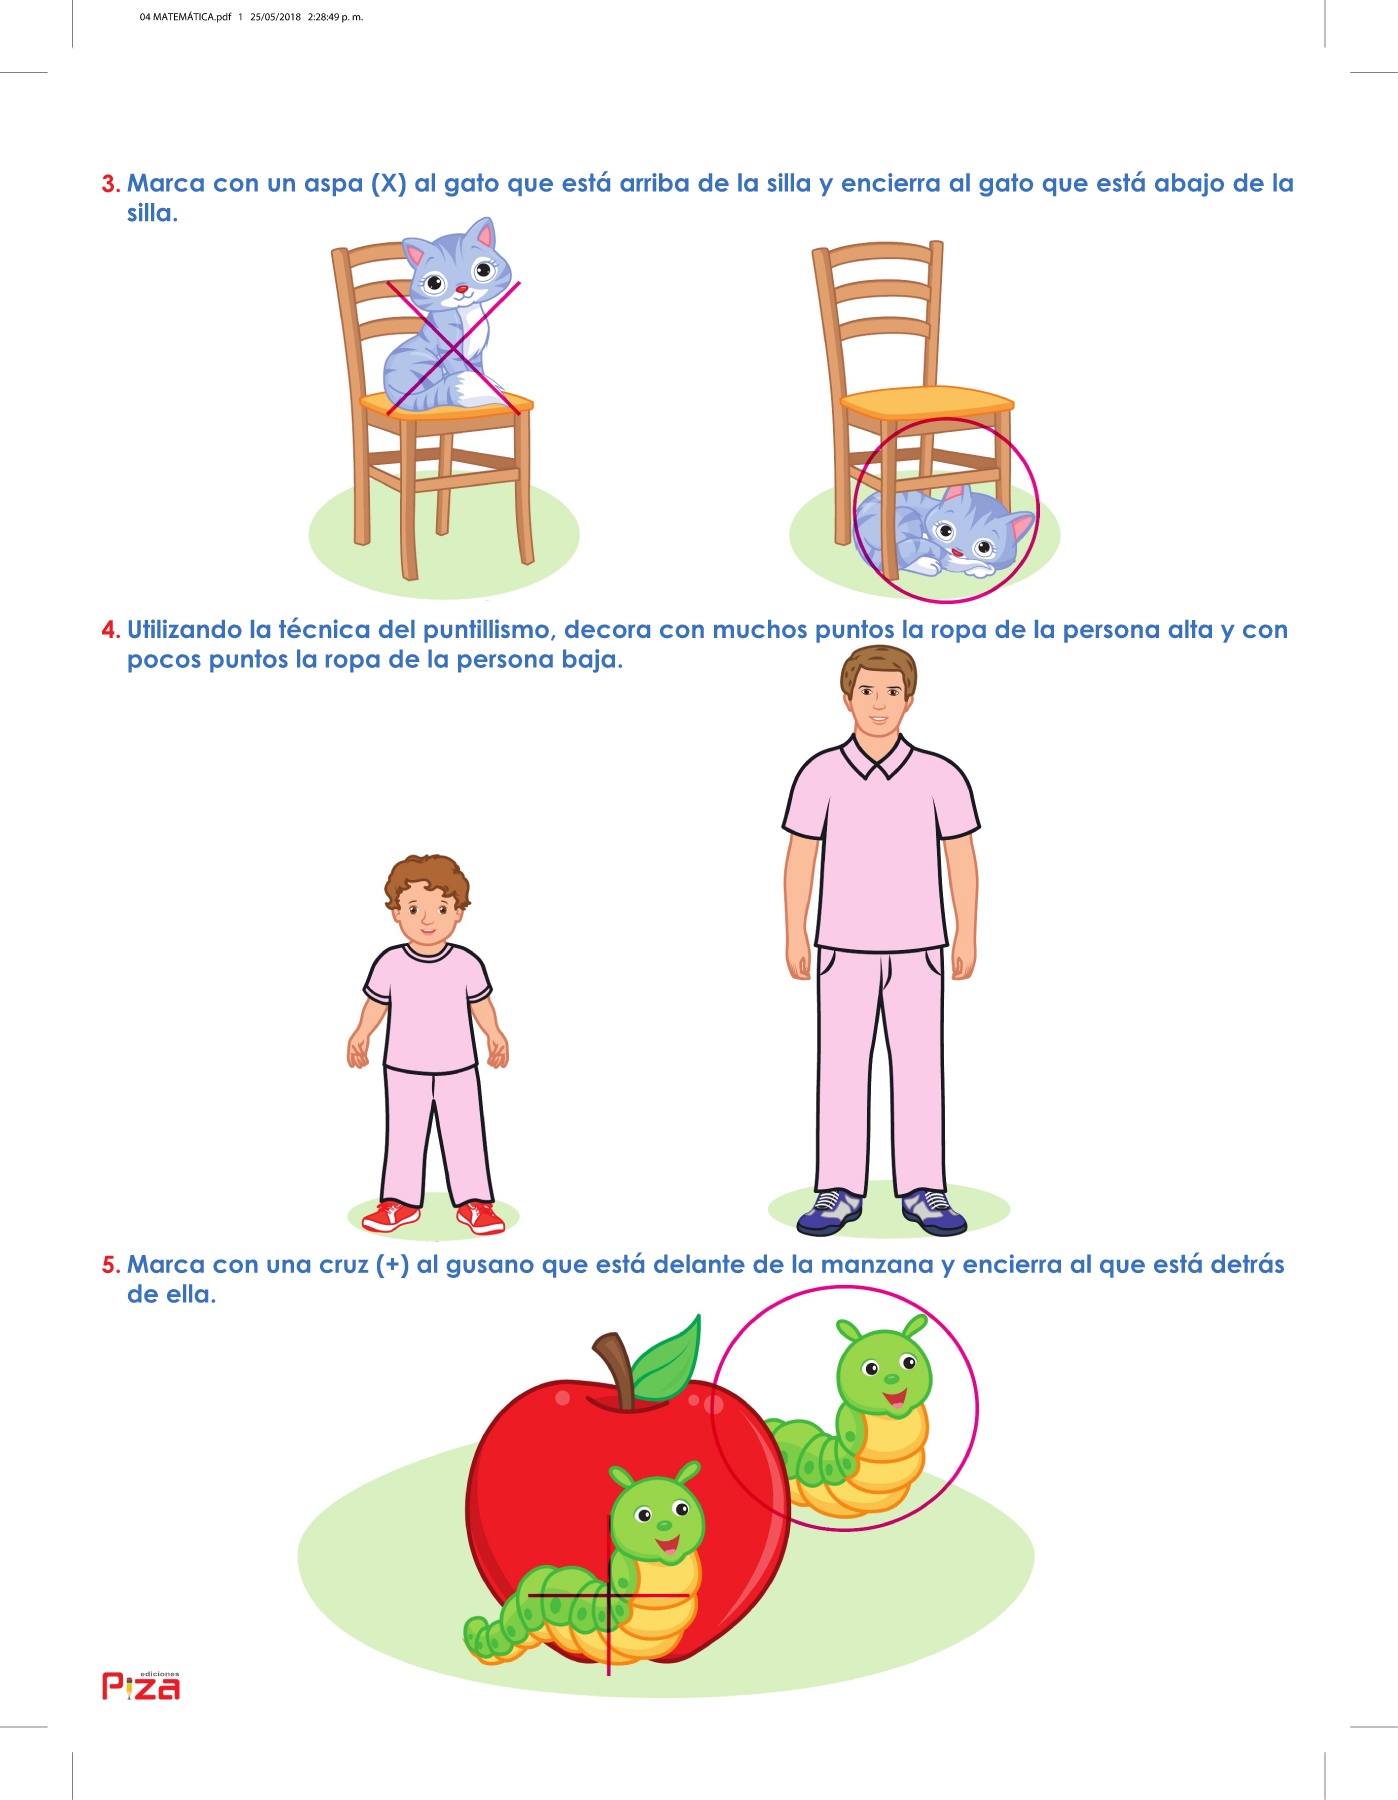 04 MATEMÁTICA.pdf 1 25/05/2018 2:28:49 p. m.
3. Marca con un aspa (X) al gato que está arriba de la silla y encierra al gato que está abajo de la
silla.
4. Utilizando la técnica del puntillismo, decora con muchos puntos la ropa de la persona alta y con
pocos puntos la ropa de la persona baja.
5. Marca con una cruz (+) al gusano que está delante de la manzana y encierra al que está detrás
de ella.
ediciones
Piza